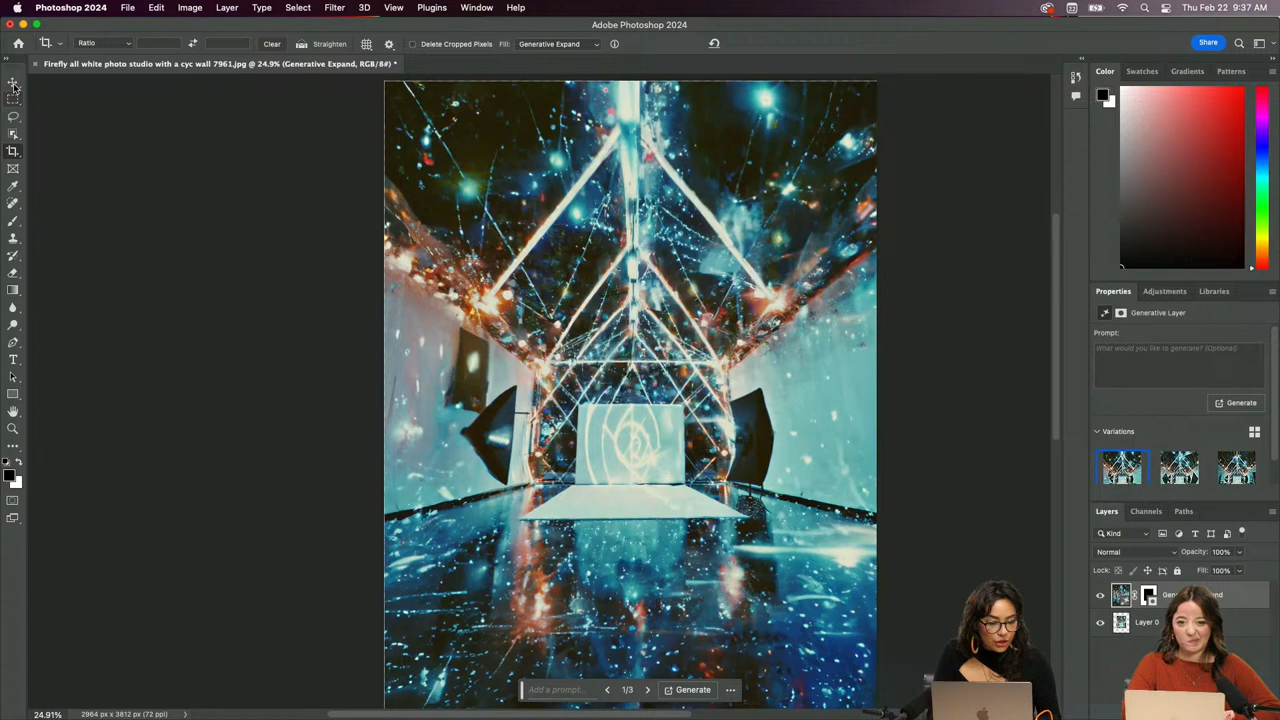 Photoshop 2024 File Edit Image Layer Type Select Filter 3D View Plugins Window Help Thu Feb 22 9:37 AM
Adobe Photoshop 2024
Ratio Clear Straighten Delete Cropped Pixels Fill: Generative Expand Share
Firefly all white photo studio with a cyc wall 7961.jpg @ 24.9% (Generative Expand, RGB/8#) *
Color Swatches Gradients Patterns
Properties Adjustments Libraries
Generative Layer
Prompt:
What would you like to generate? (Optional)
Generate
Variations
Layers Channels Paths
Kind
Normal Opacity: 100%
Lock: Fill: 100%
Layer 0
Add a prompt... 1/3 Generate
24.91% 2964 px x 3812 px (72 ppi)